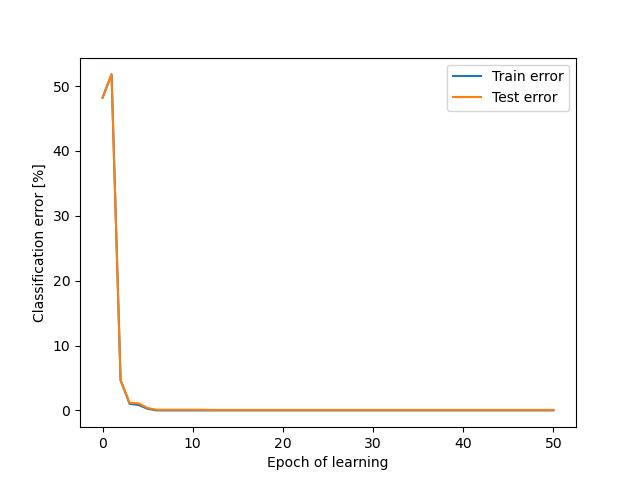 Train error
Test error
Classification error [%]
50
40
30
20
10
0
0 10 20 30 40 50
Epoch of learning